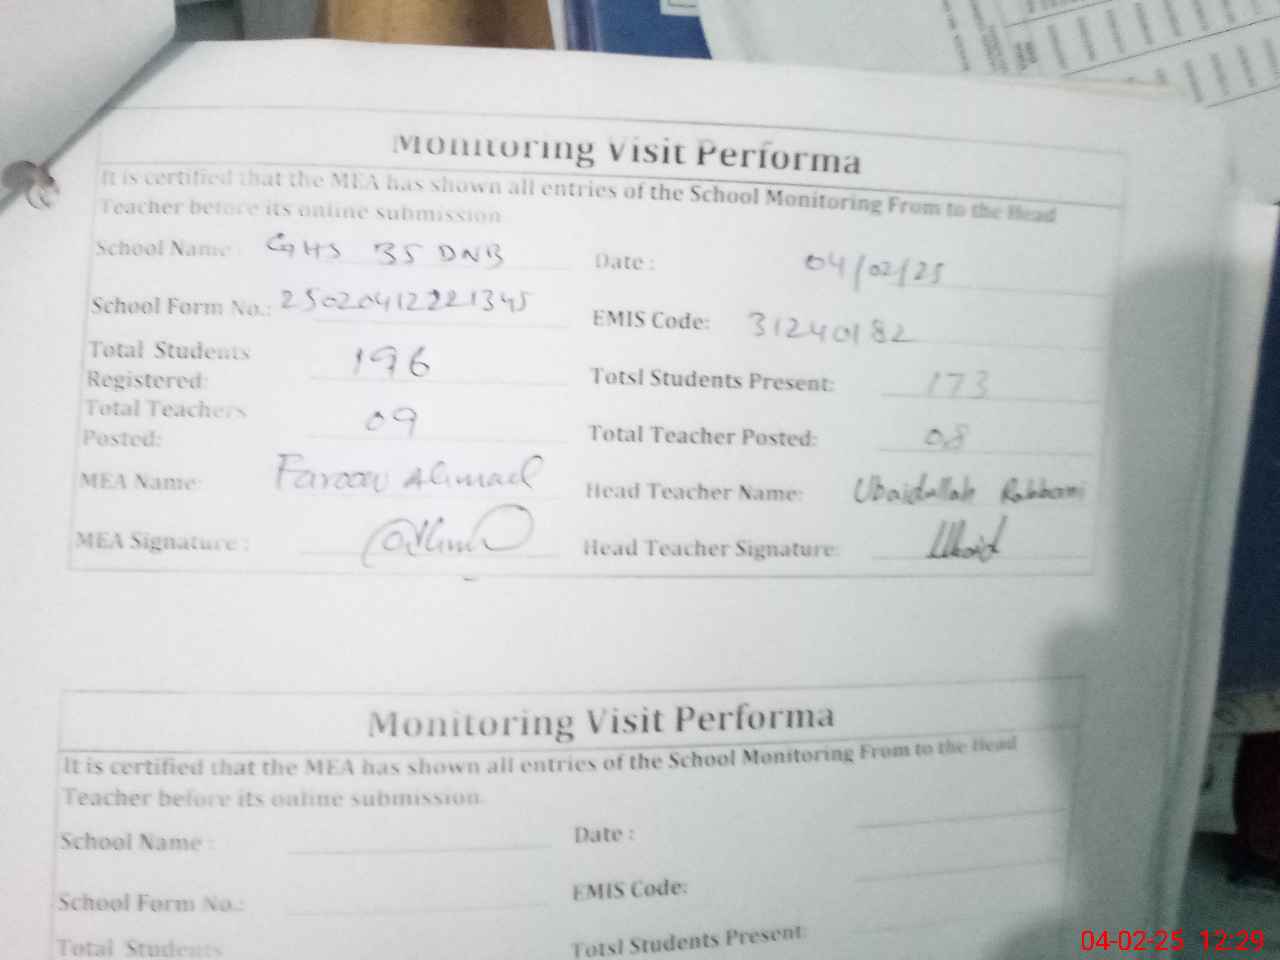 Monitoring Visit Performa
It is certified that the MEA has shown all entries of the School Monitoring From to the Head
Teacher before its online submission
School Name : GHS 35 DNB Date : 04/02/25
School Form No.: 25020412221345 EMIS Code: 31240182
Total Students Registered: 196 Totsl Students Present: 173
Total Teachers Posted: 09 Total Teacher Posted: 08
MEA Name: Farooq Ahmad Head Teacher Name: Ubaidullah Rabbani
MEA Signature : Head Teacher Signature: Ubaid
Monitoring Visit Performa
It is certified that the MEA has shown all entries of the School Monitoring From to the Head
Teacher before its online submission.
School Name : Date :
School Form No.: EMIS Code:
Total Students Totsl Students Present:
04-02-25 12:29